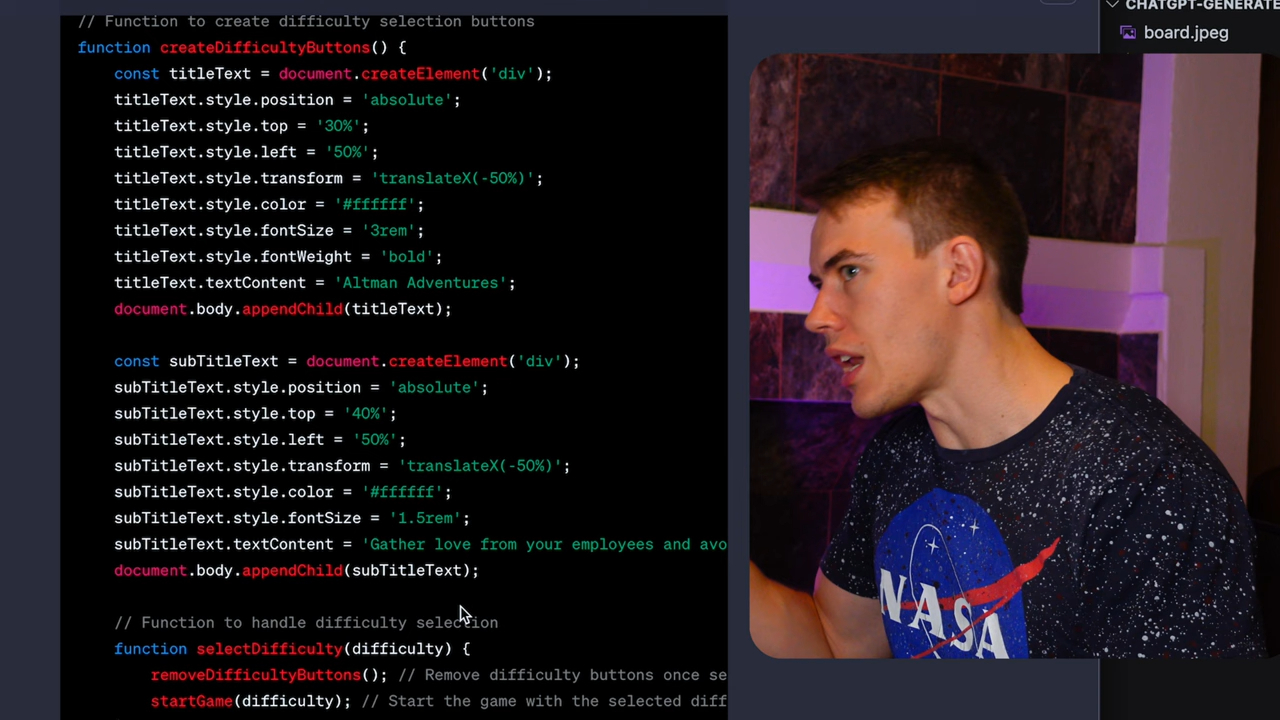 // Function to create difficulty selection buttons
function createDifficultyButtons() {
const titleText = document.createElement('div');
titleText.style.position = 'absolute';
titleText.style.top = '30%';
titleText.style.left = '50%';
titleText.style.transform = 'translateX(-50%)';
titleText.style.color = '#ffffff';
titleText.style.fontSize = '3rem';
titleText.style.fontWeight = 'bold';
titleText.textContent = 'Altman Adventures';
document.body.appendChild(titleText);
const subTitleText = document.createElement('div');
subTitleText.style.position = 'absolute';
subTitleText.style.top = '40%';
subTitleText.style.left = '50%';
subTitleText.style.transform = 'translateX(-50%)';
subTitleText.style.color = '#ffffff';
subTitleText.style.fontSize = '1.5rem';
subTitleText.textContent = 'Gather love from your employees and avo
document.body.appendChild(subTitleText);
// Function to handle difficulty selection
function selectDifficulty(difficulty) {
removeDifficultyButtons(); // Remove difficulty buttons once se
startGame(difficulty); // Start the game with the selected diff
CHATGPT-GENERATE
board.jpeg
NASA